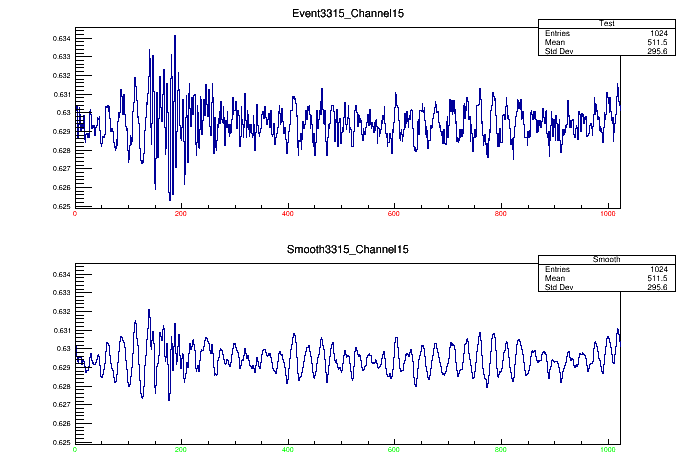 Event3315_Channel15
Test
Entries 1024
Mean 511.5
Std Dev 295.6
0.634
0.633
0.632
0.631
0.63
0.629
0.628
0.627
0.626
0.625
0 200 400 600 800 1000
Smooth3315_Channel15
Smooth
Entries 1024
Mean 511.5
Std Dev 295.6
0.634
0.633
0.632
0.631
0.63
0.629
0.628
0.627
0.626
0.625
0 200 400 600 800 1000